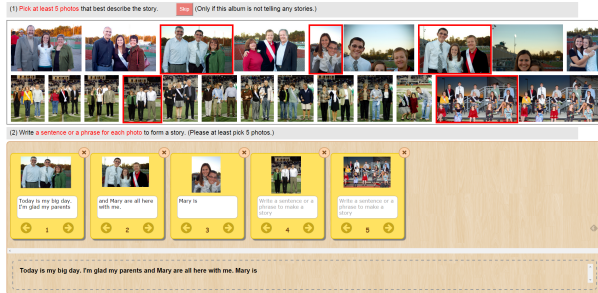 (1) Pick at least 5 photos that best describe the story. Skip (Only if this album is not telling any stories.)
(2) Write a sentence or a phrase for each photo to form a story. (Please at least pick 5 photos.)
Today is my big day. I'm glad my parents
1
and Mary are all here with me.
2
Mary is
3
Write a sentence or a phrase to make a story
4
Write a sentence or a phrase to make a story
5
Today is my big day. I'm glad my parents and Mary are all here with me. Mary is